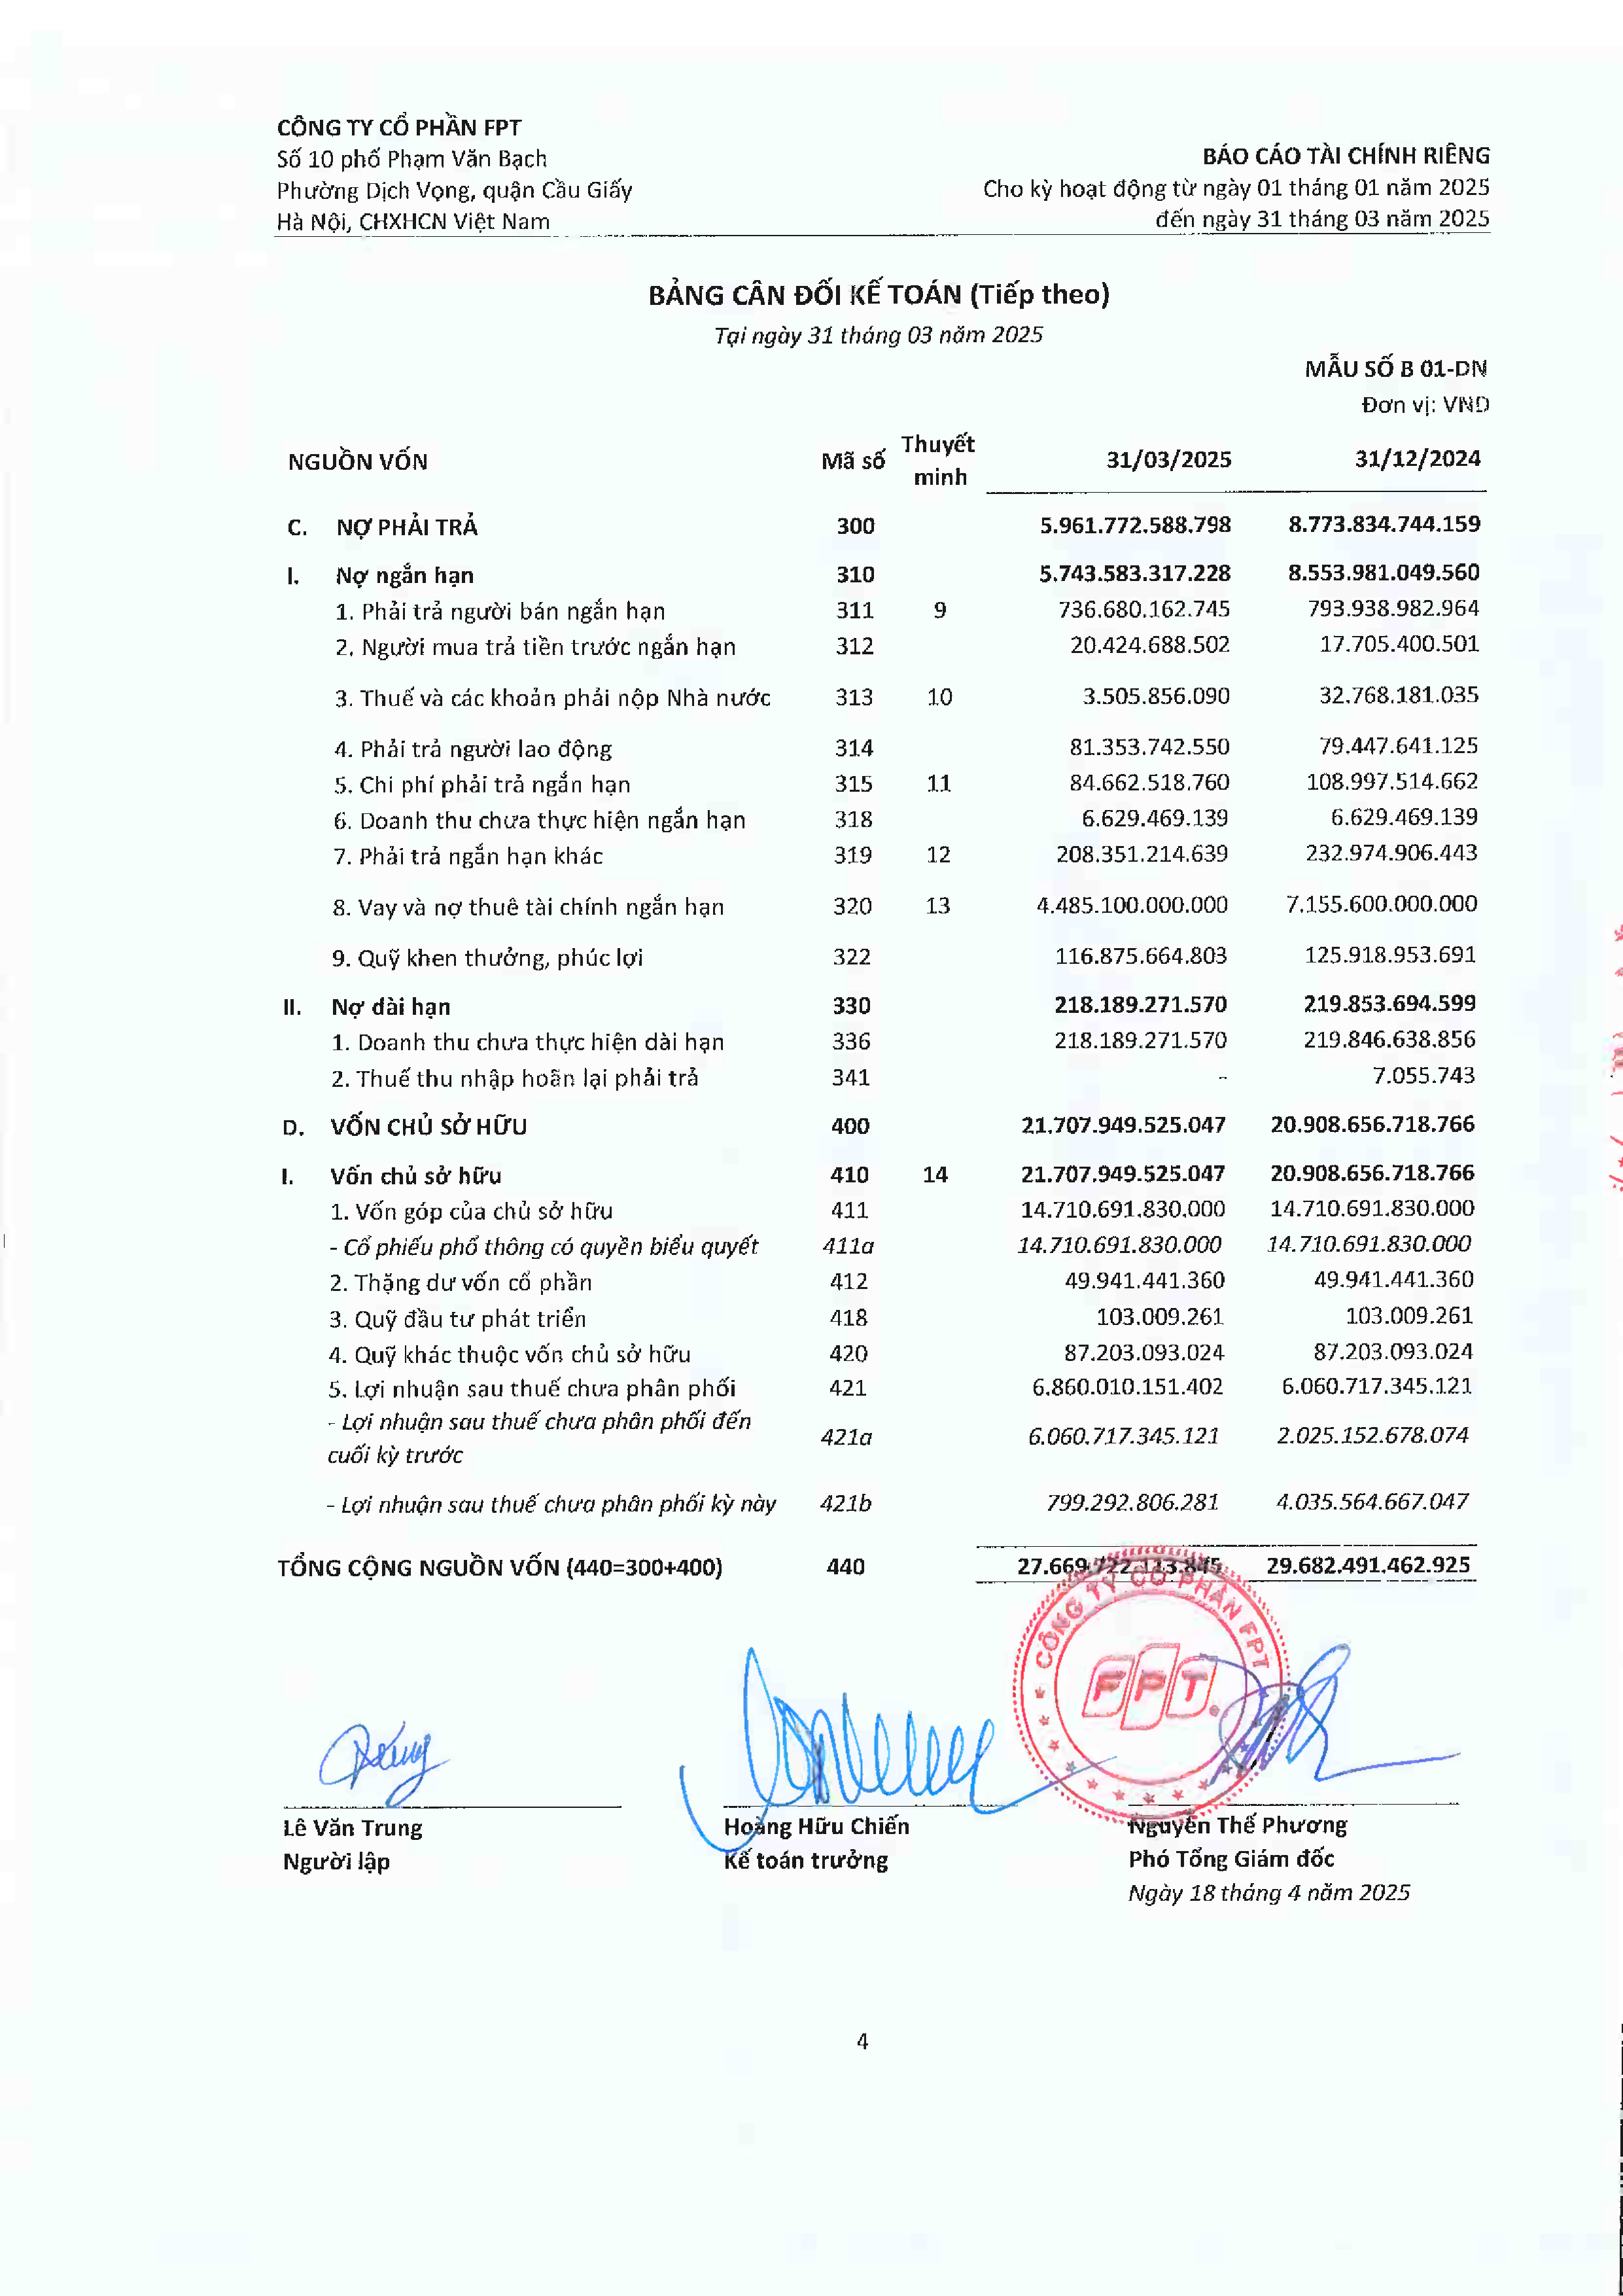 CÔNG TY CỔ PHẦN FPT
Số 10 phố Phạm Văn Bạch
Phường Dịch Vọng, quận Cầu Giấy
Hà Nội, CHXHCN Việt Nam
BÁO CÁO TÀI CHÍNH RIÊNG
Cho kỳ hoạt động từ ngày 01 tháng 01 năm 2025
đến ngày 31 tháng 03 năm 2025
BẢNG CÂN ĐỐI KẾ TOÁN (Tiếp theo)
Tại ngày 31 tháng 03 năm 2025
MẪU SỐ B 01-DN
Đơn vị: VND
NGUỒN VỐN Mã số Thuyết minh 31/03/2025 31/12/2024
C. NỢ PHẢI TRẢ 300 5.961.772.588.798 8.773.834.744.159
I. Nợ ngắn hạn 310 5.743.583.317.228 8.553.981.049.560
1. Phải trả người bán ngắn hạn 311 9 736.680.162.745 793.938.982.964
2. Người mua trả tiền trước ngắn hạn 312 20.424.688.502 17.705.400.501
3. Thuế và các khoản phải nộp Nhà nước 313 10 3.505.856.090 32.768.181.035
4. Phải trả người lao động 314 81.353.742.550 79.447.641.125
5. Chi phí phải trả ngắn hạn 315 11 84.662.518.760 108.997.514.662
6. Doanh thu chưa thực hiện ngắn hạn 318 6.629.469.139 6.629.469.139
7. Phải trả ngắn hạn khác 319 12 208.351.214.639 232.974.906.443
8. Vay và nợ thuê tài chính ngắn hạn 320 13 4.485.100.000.000 7.155.600.000.000
9. Quỹ khen thưởng, phúc lợi 322 116.875.664.803 125.918.953.691
II. Nợ dài hạn 330 218.189.271.570 219.853.694.599
1. Doanh thu chưa thực hiện dài hạn 336 218.189.271.570 219.846.638.856
2. Thuế thu nhập hoãn lại phải trả 341 - 7.055.743
D. VỐN CHỦ SỞ HỮU 400 21.707.949.525.047 20.908.656.718.766
I. Vốn chủ sở hữu 410 14 21.707.949.525.047 20.908.656.718.766
1. Vốn góp của chủ sở hữu 411 14.710.691.830.000 14.710.691.830.000
- Cổ phiếu phổ thông có quyền biểu quyết 411a 14.710.691.830.000 14.710.691.830.000
2. Thặng dư vốn cổ phần 412 49.941.441.360 49.941.441.360
3. Quỹ đầu tư phát triển 418 103.009.261 103.009.261
4. Quỹ khác thuộc vốn chủ sở hữu 420 87.203.093.024 87.203.093.024
5. Lợi nhuận sau thuế chưa phân phối 421 6.860.010.151.402 6.060.717.345.121
- Lợi nhuận sau thuế chưa phân phối đến
cuối kỳ trước 421a 6.060.717.345.121 2.025.152.678.074
- Lợi nhuận sau thuế chưa phân phối kỳ này 421b 799.292.806.281 4.035.564.667.047
TỔNG CỘNG NGUỒN VỐN (440=300+400) 440 29.682.491.462.925
CÔNG TY CỔ PHẦN FPT
FPT
Lê Văn Trung
Người lập
Hoàng Hữu Chiến
Kế toán trưởng
Nguyễn Thế Phương
Phó Tổng Giám đốc
Ngày 18 tháng 4 năm 2025
4